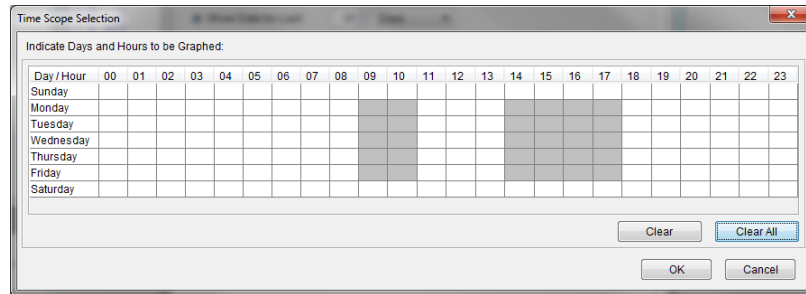 Time Scope Selection
Indicate Days and Hours to be Graphed:
Day / Hour 00 01 02 03 04 05 06 07 08 09 10 11 12 13 14 15 16 17 18 19 20 21 22 23
Sunday
Monday
Tuesday
Wednesday
Thursday
Friday
Saturday
Clear Clear All
OK Cancel